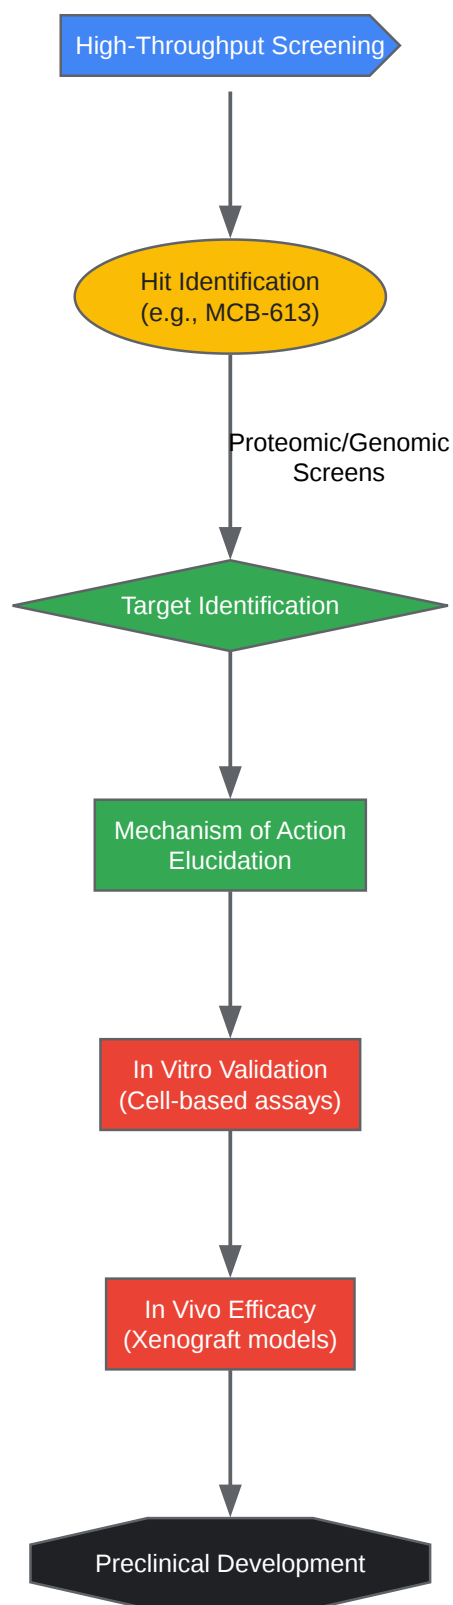 High-Throughput Screening
Hit Identification
(e.g., MCB-613)
Proteomic/Genomic
Screens
Target Identification
Mechanism of Action
Elucidation
In Vitro Validation
(Cell-based assays)
In Vivo Efficacy
(Xenograft models)
Preclinical Development